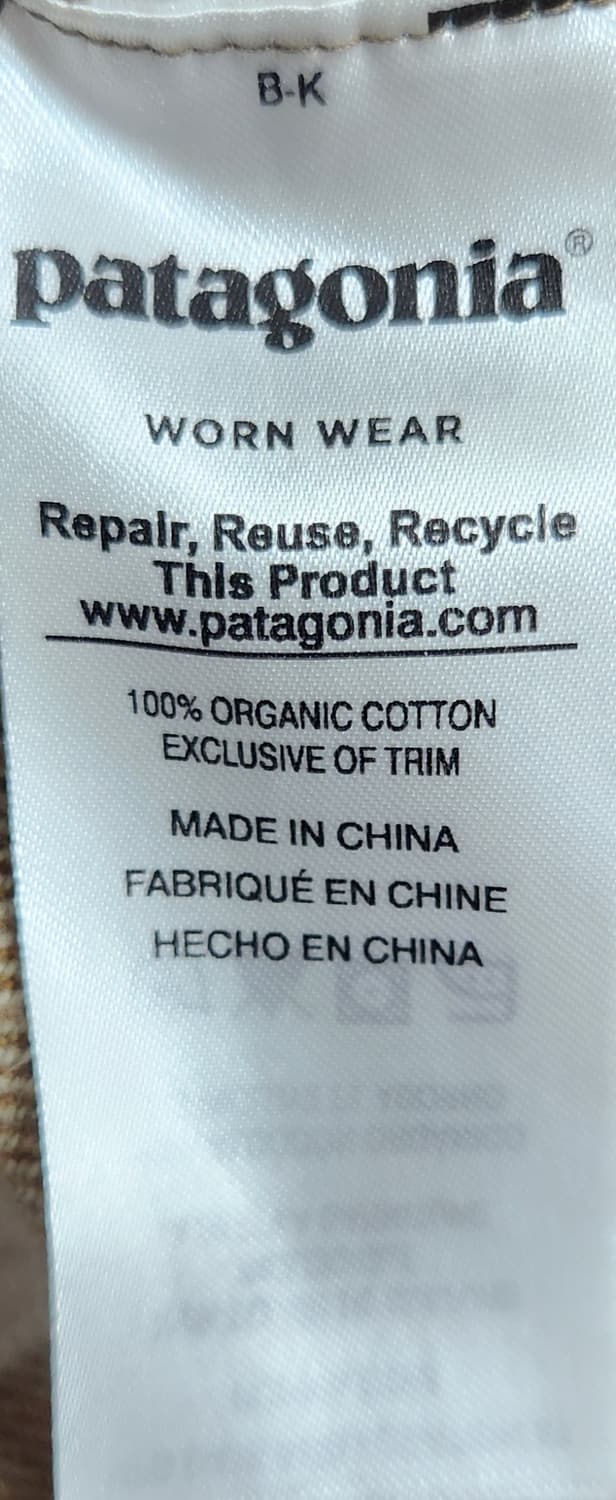 B-K
patagonia®
WORN WEAR
Repair, Reuse, Recycle
This Product
www.patagonia.com
100% ORGANIC COTTON
EXCLUSIVE OF TRIM
MADE IN CHINA
FABRIQUÉ EN CHINE
HECHO EN CHINA